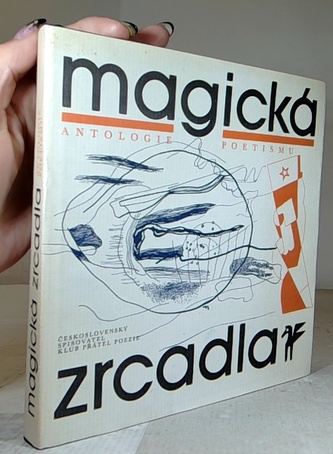 magická
ANTOLOGIE POETISMU
ČESKOSLOVENSKÝ
SPISOVATEL
KLUB PŘÁTEL POEZIE
zrcadla
magická zrcadla